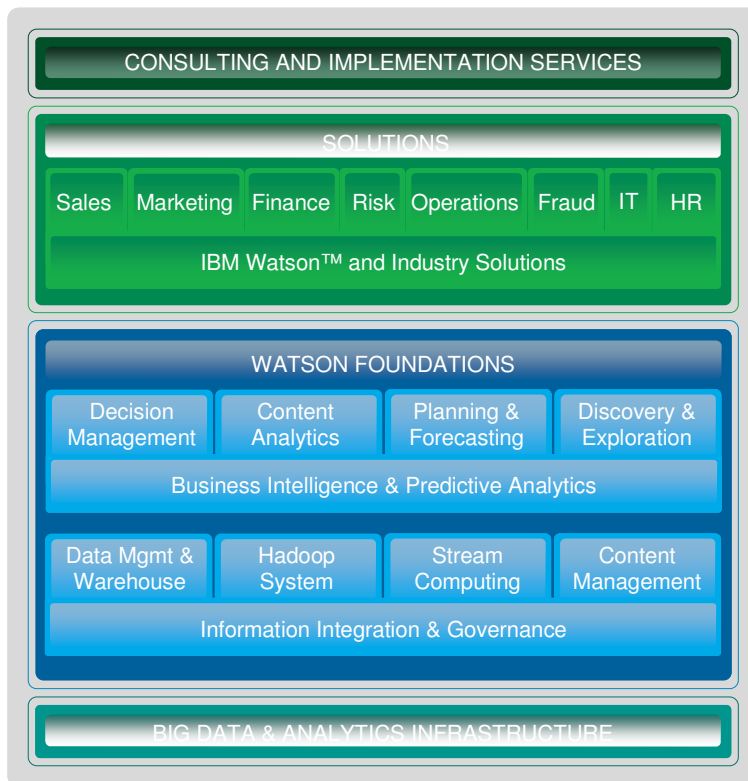 CONSULTING AND IMPLEMENTATION SERVICES
SOLUTIONS
Sales Marketing Finance Risk Operations Fraud IT HR
IBM Watson™ and Industry Solutions
WATSON FOUNDATIONS
Decision Management
Content Analytics
Planning & Forecasting
Discovery & Exploration
Business Intelligence & Predictive Analytics
Data Mgmt & Warehouse
Hadoop System
Stream Computing
Content Management
Information Integration & Governance
BIG DATA & ANALYTICS INFRASTRUCTURE